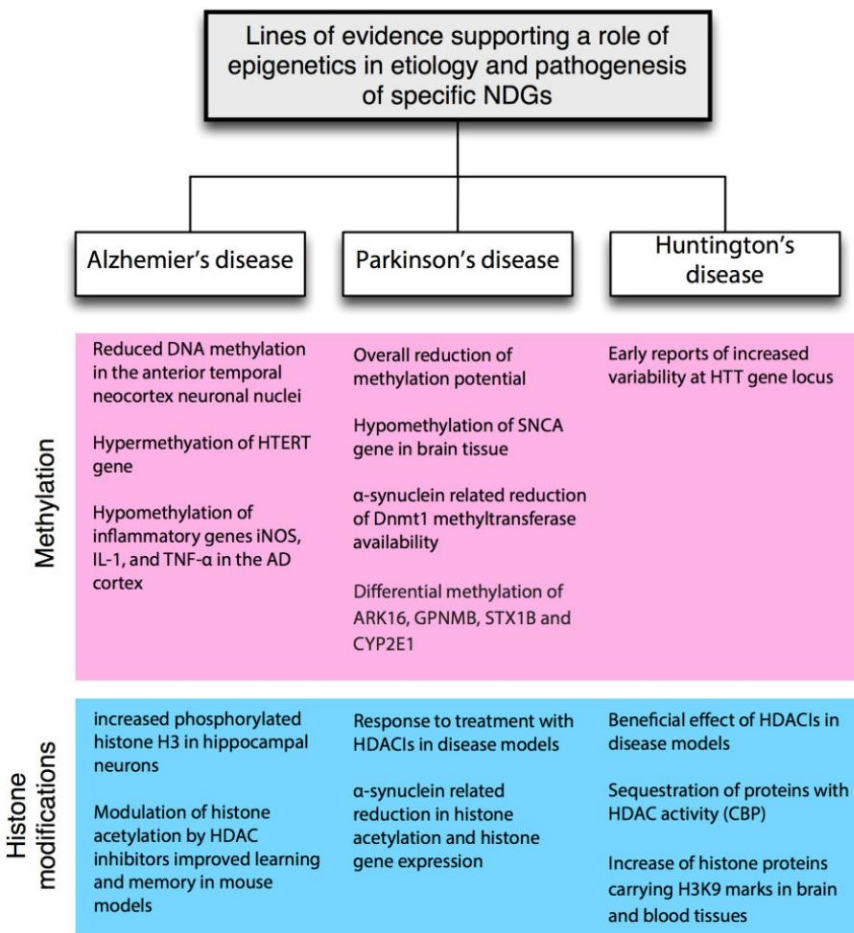 Lines of evidence supporting a role of
epigenetics in etiology and pathogenesis
of specific NDGs
Alzhemier's disease
Parkinson's disease
Huntington's
disease
Methylation
Reduced DNA methylation
in the anterior temporal
neocortex neuronal nuclei
Hypermethyation of HTERT
gene
Hypomethylation of
inflammatory genes iNOS,
IL-1, and TNF-α in the AD
cortex
Overall reduction of
methylation potential
Hypomethylation of SNCA
gene in brain tissue
α-synuclein related reduction
of Dnmt1 methyltransferase
availability
Differential methylation of
ARK16, GPNMB, STX1B and
CYP2E1
Early reports of increased
variability at HTT gene locus
Histone
modifications
increased phosphorylated
histone H3 in hippocampal
neurons
Modulation of histone
acetylation by HDAC
inhibitors improved learning
and memory in mouse
models
Response to treatment with
HDACIs in disease models
α-synuclein related
reduction in histone
acetylation and histone
gene expression
Beneficial effect of HDACIs in
disease models
Sequestration of proteins with
HDAC activity (CBP)
Increase of histone proteins
carrying H3K9 marks in brain
and blood tissues